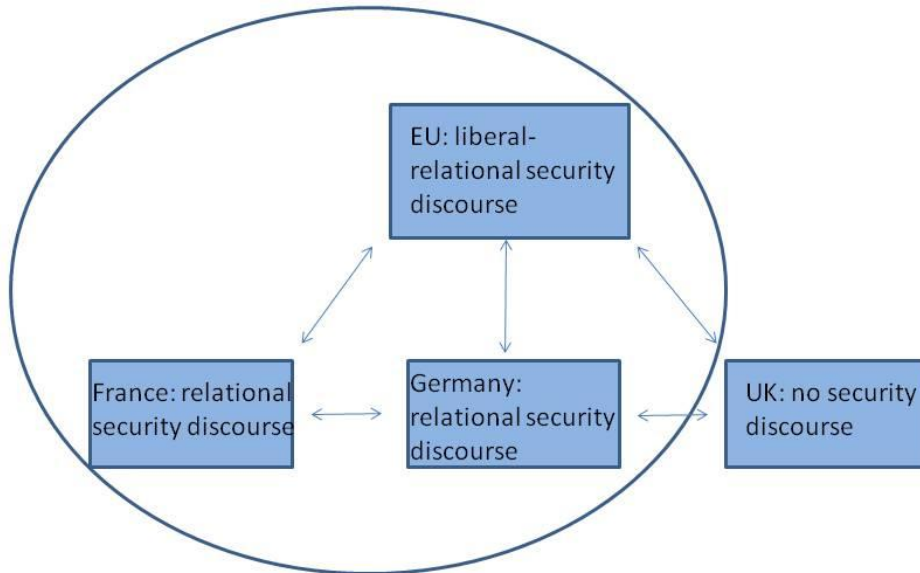 EU: liberal-
relational security
discourse
France: relational
security discourse
Germany:
relational security
discourse
UK: no security
discourse